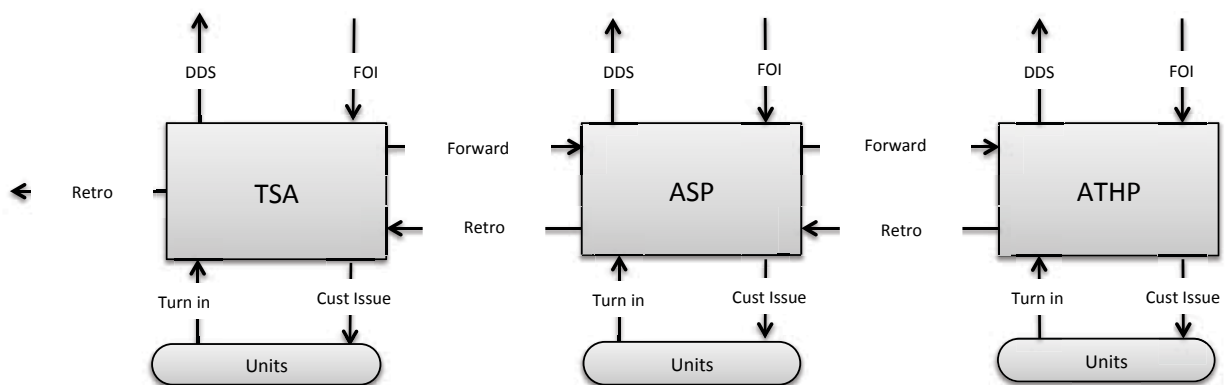 DDS FOI DDS FOI DDS FOI
Forward Forward
Retro TSA ASP ATHP
Retro Retro
Turn in Cust Issue Turn in Cust Issue Turn in Cust Issue
Units Units Units